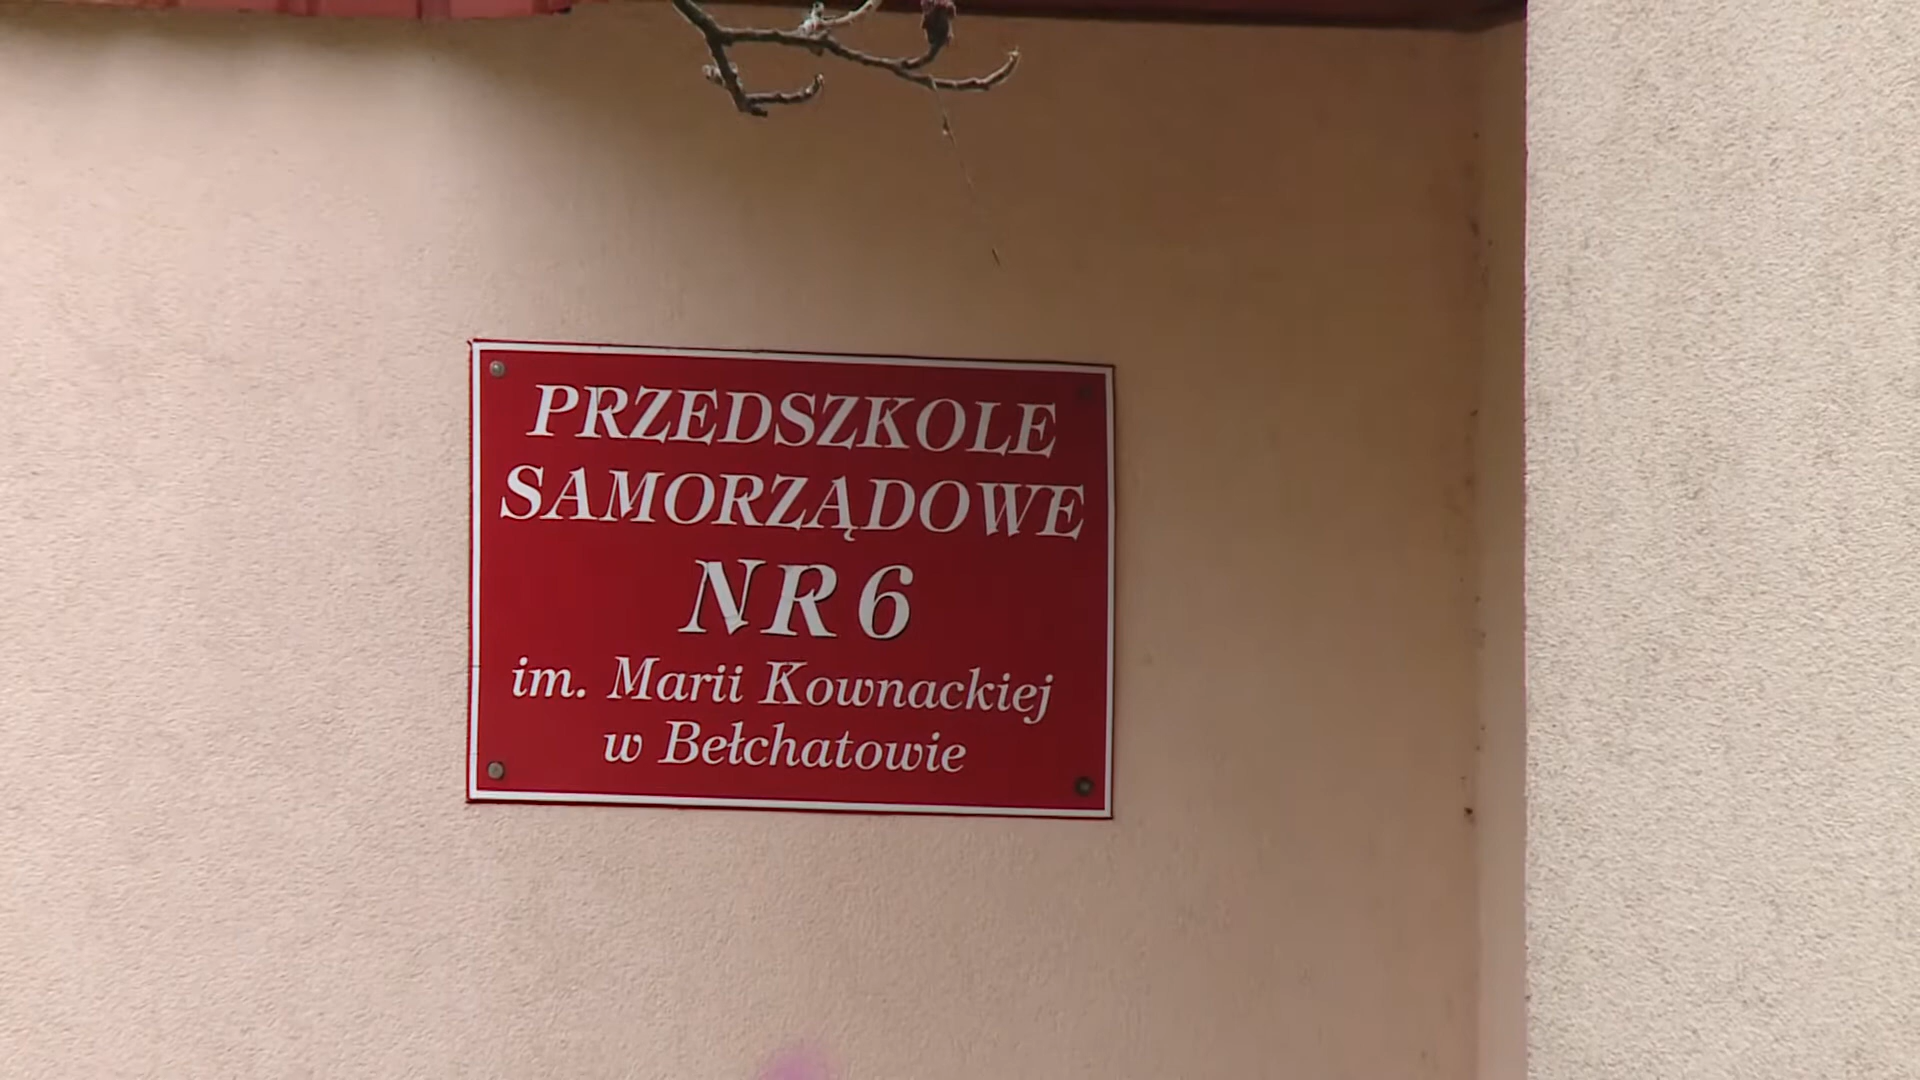 PRZEDSZKOLE
SAMORZĄDOWE
NR 6
im. Marii Kownackiej
w Bełchatowie